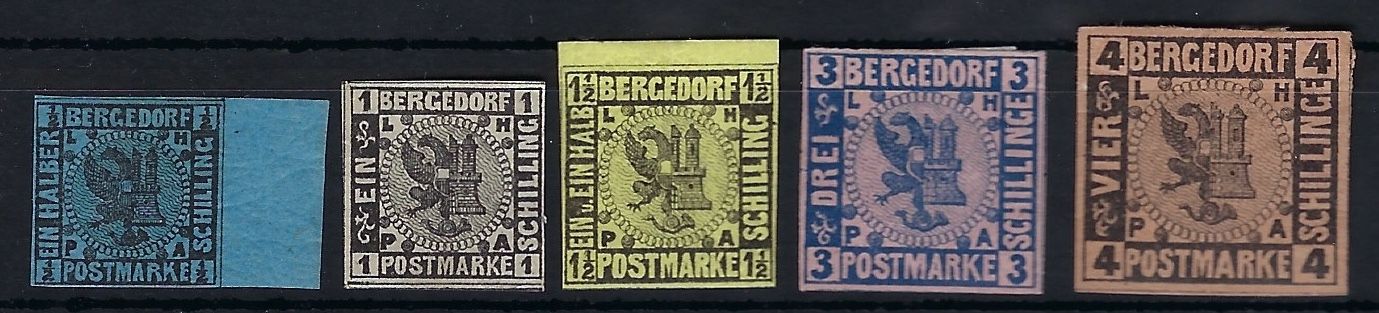 ½ BERGEDORF ½
EIN HALBER
L H
SCHILLING
P A
½ POSTMARKE ½
1 BERGEDORF 1
EIN
L H
SCHILLING
P A
1 POSTMARKE 1
1½ BERGEDORF 1½
EIN U. EIN HALB
L H
SCHILLING
P A
1½ POSTMARKE 1½
3 BERGEDORF 3
DREI
L H
SCHILLINGE
P A
3 POSTMARKE 3
4 BERGEDORF 4
VIER
L H
SCHILLINGE
P A
4 POSTMARKE 4